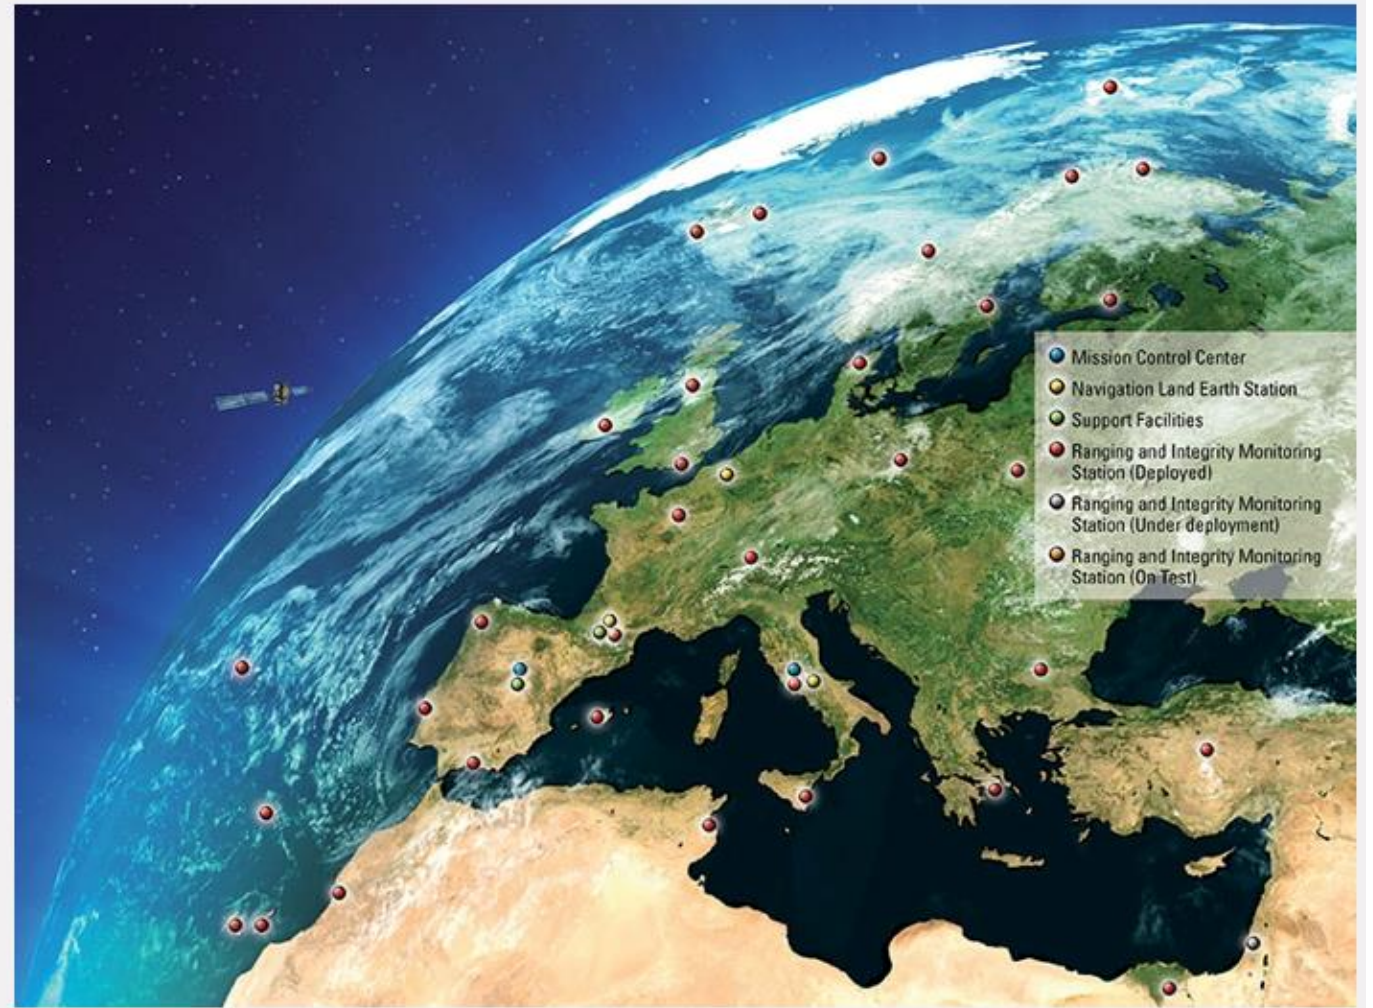 Mission Control Center
Navigation Land Earth Station
Support Facilities
Ranging and Integrity Monitoring
Station (Deployed)
Ranging and Integrity Monitoring
Station (Under deployment)
Ranging and Integrity Monitoring
Station (On Test)